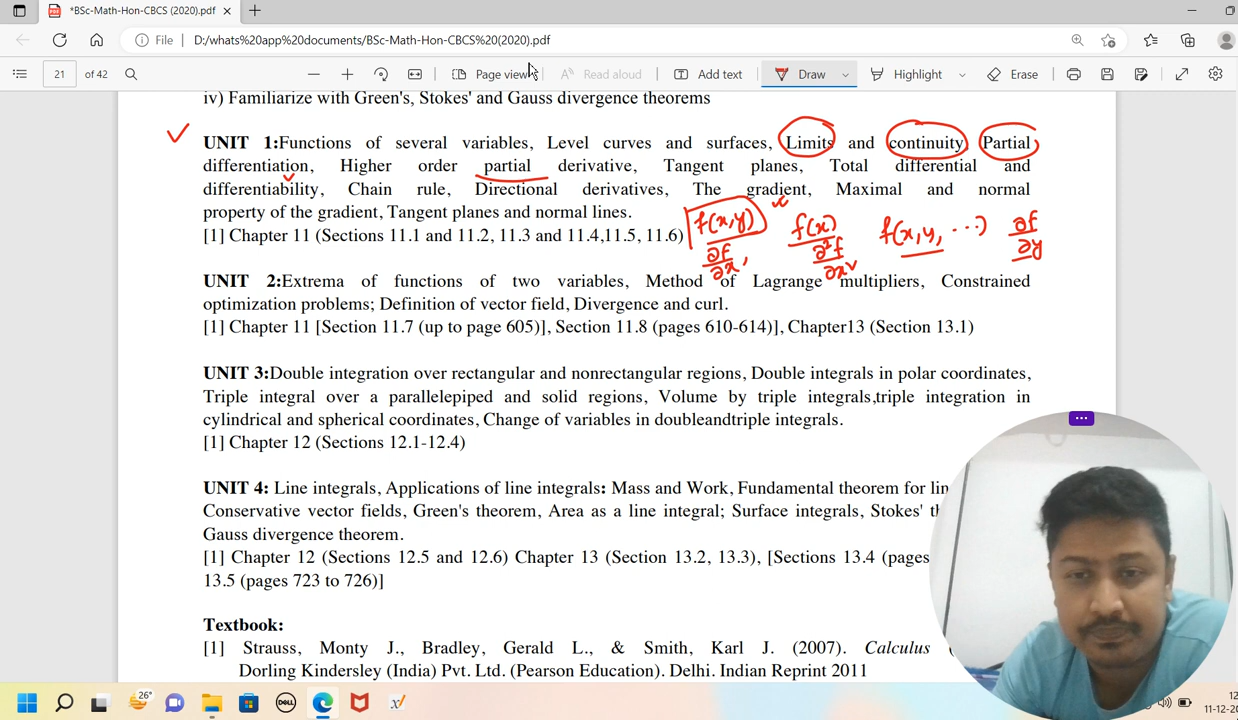 *BSc-Math-Hon-CBCS (2020).pdf
File D:/whats%20app%20documents/BSc-Math-Hon-CBCS%20(2020).pdf
21 of 42 Page view Read aloud Add text Draw Highlight Erase
iv) Familiarize with Green's, Stokes' and Gauss divergence theorems
UNIT 1:Functions of several variables, Level curves and surfaces, Limits and continuity, Partial
differentiation, Higher order partial derivative, Tangent planes, Total differential and
differentiability, Chain rule, Directional derivatives, The gradient, Maximal and normal
property of the gradient, Tangent planes and normal lines.
f(x,y) f(x) f(x,y, ...) ∂f/∂y
[1] Chapter 11 (Sections 11.1 and 11.2, 11.3 and 11.4,11.5, 11.6)
∂f/∂x, ∂²f/∂x²
UNIT 2:Extrema of functions of two variables, Method of Lagrange multipliers, Constrained
optimization problems; Definition of vector field, Divergence and curl.
[1] Chapter 11 [Section 11.7 (up to page 605)], Section 11.8 (pages 610-614)], Chapter13 (Section 13.1)
UNIT 3:Double integration over rectangular and nonrectangular regions, Double integrals in polar coordinates,
Triple integral over a parallelepiped and solid regions, Volume by triple integrals,triple integration in
cylindrical and spherical coordinates, Change of variables in doubleandtriple integrals.
[1] Chapter 12 (Sections 12.1-12.4)
UNIT 4: Line integrals, Applications of line integrals: Mass and Work, Fundamental theorem for
Conservative vector fields, Green's theorem, Area as a line integral; Surface integrals, Stokes'
Gauss divergence theorem.
[1] Chapter 12 (Sections 12.5 and 12.6) Chapter 13 (Section 13.2, 13.3), [Sections 13.4 (pages
13.5 (pages 723 to 726)]
Textbook:
[1] Strauss, Monty J., Bradley, Gerald L., & Smith, Karl J. (2007). Calculus
Dorling Kindersley (India) Pvt. Ltd. (Pearson Education). Delhi. Indian Reprint 2011
26°
DELL
12
11-12-20